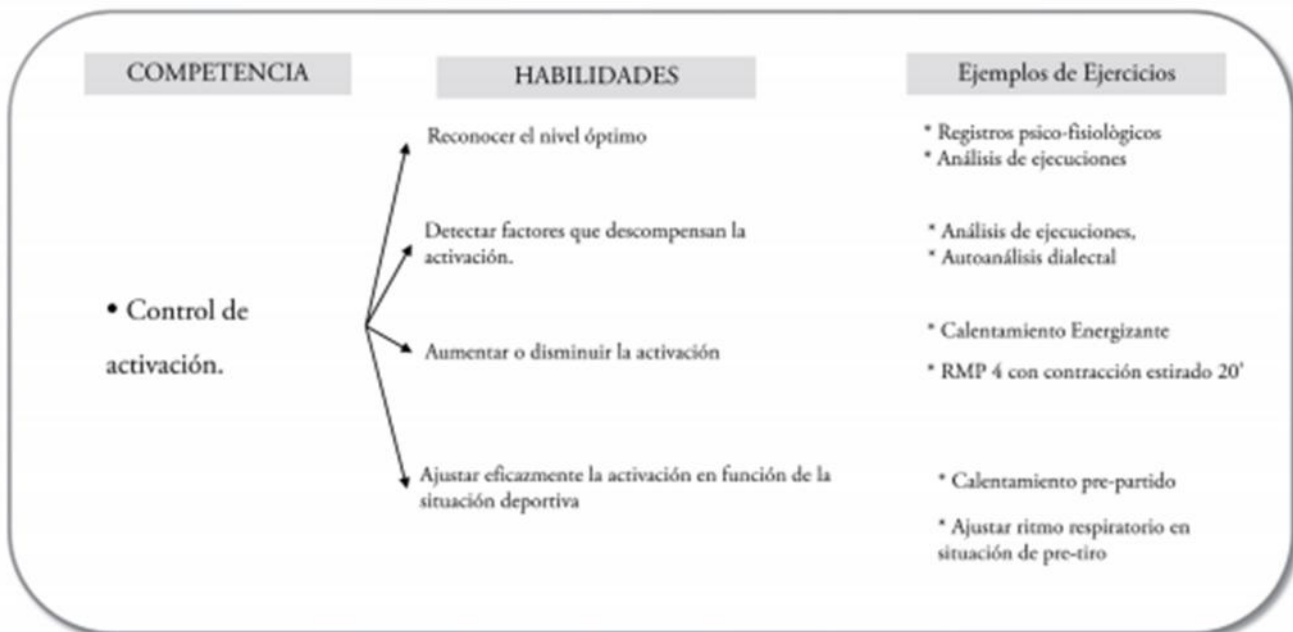 COMPETENCIA
HABILIDADES
Ejemplos de Ejercicios
• Control de
activación.
Reconocer el nivel óptimo
* Registros psico-fisiològicos
* Análisis de ejecuciones
Detectar factores que descompensan la
activación.
* Análisis de ejecuciones,
* Autoanálisis dialectal
Aumentar o disminuir la activación
* Calentamiento Energizante
* RMP 4 con contracción estirado 20'
Ajustar eficazmente la activación en función de la
situación deportiva
* Calentamiento pre-partido
* Ajustar ritmo respiratorio en
situación de pre-tiro